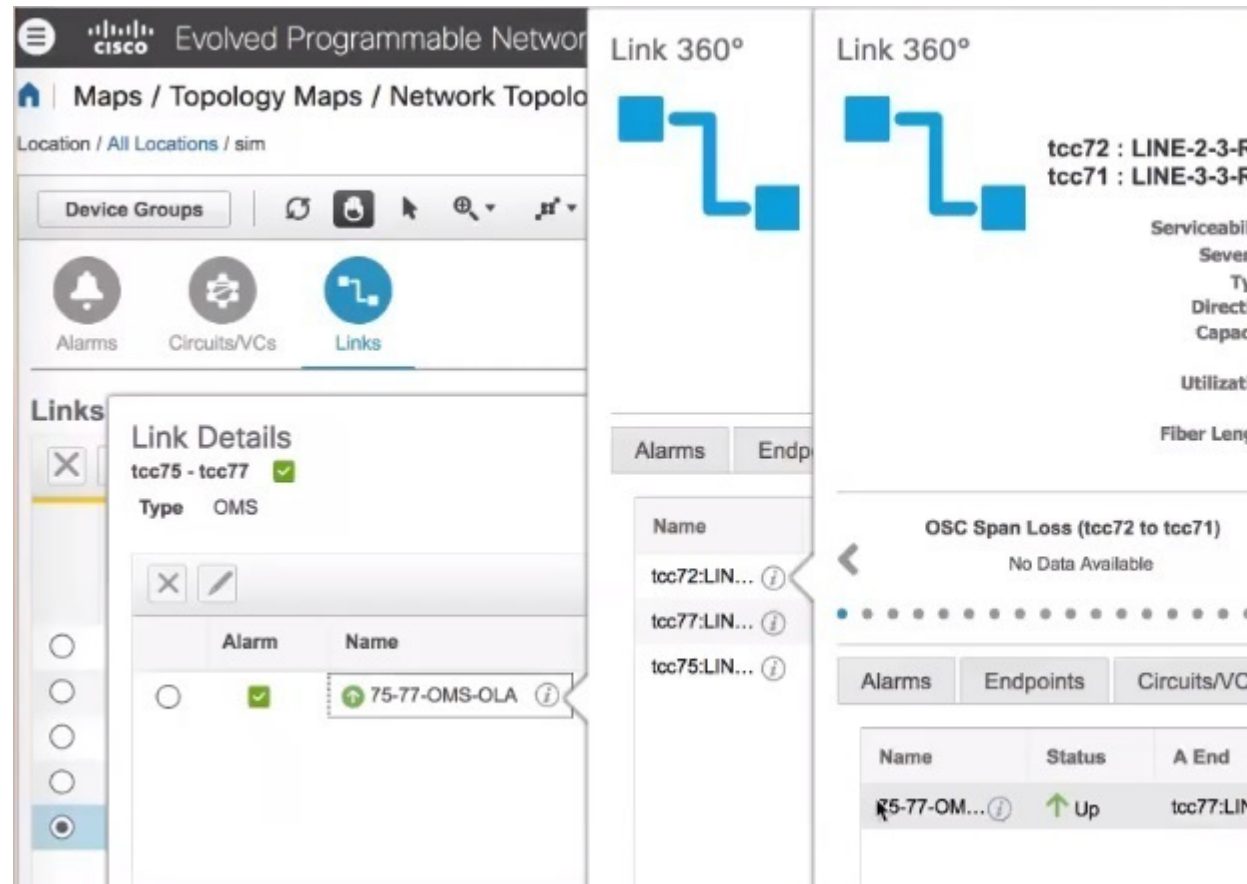 CISCO Evolved Programmable Networ
Maps / Topology Maps / Network Topolo
Location / All Locations / sim
Device Groups
Alarms
Circuits/VCs
Links
Links
Link Details
tcc75 - tcc77
Type OMS
Alarm Name
75-77-OMS-OLA
Link 360°
Alarms Endp
Name
tcc72:LIN...
tcc77:LIN...
tcc75:LIN...
Link 360°
tcc72 : LINE-2-3-R
tcc71 : LINE-3-3-R
Serviceabil
Sever
Ty
Direct
Capac
Utilizati
Fiber Leng
OSC Span Loss (tcc72 to tcc71)
No Data Available
Alarms Endpoints Circuits/VC
Name Status A End
75-77-OM... Up tcc77:LIN